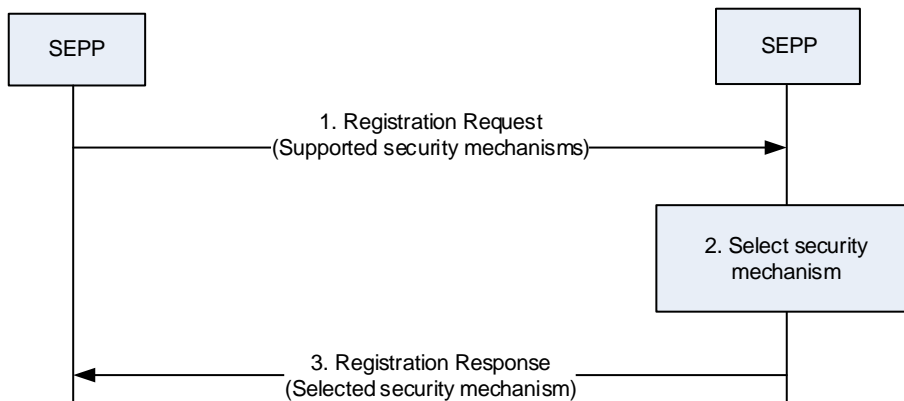 SEPP
SEPP
1. Registration Request
(Supported security mechanisms)
2. Select security
mechanism
3. Registration Response
(Selected security mechanism)